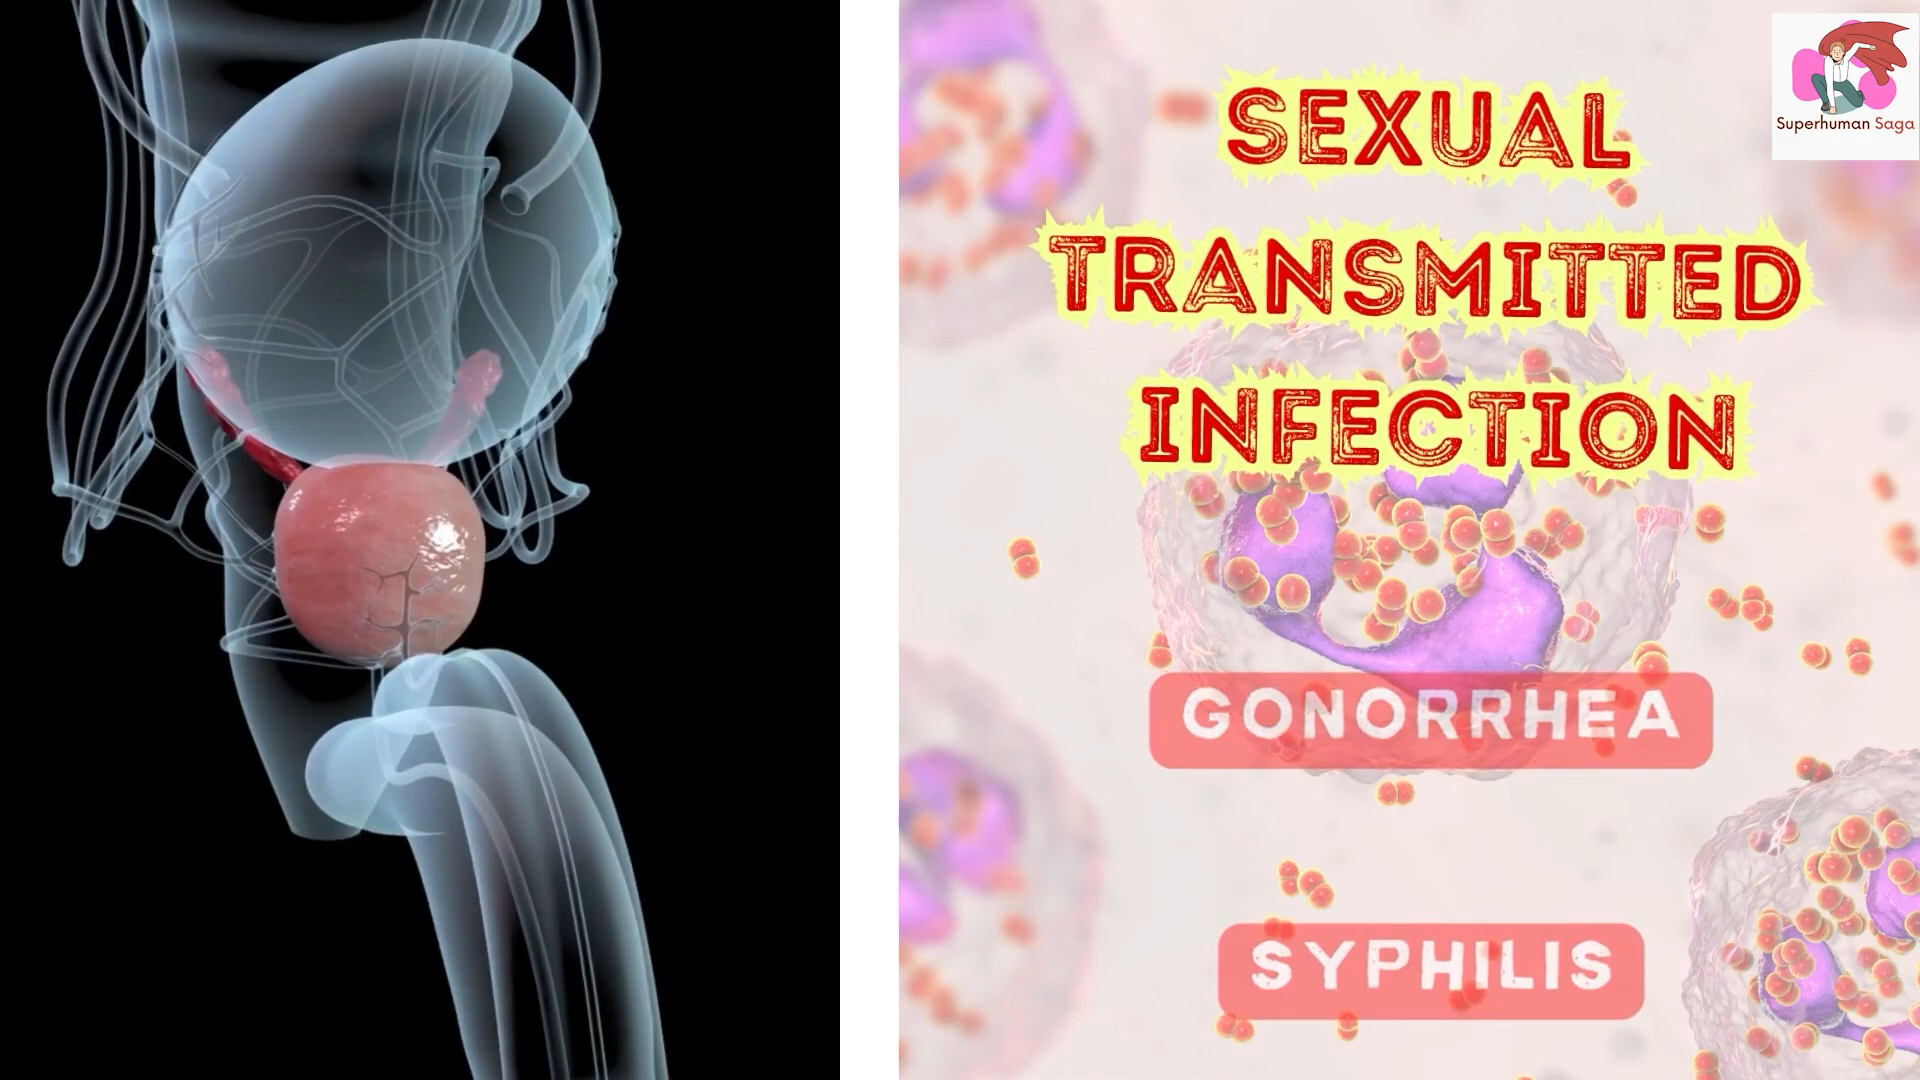 SEXUAL
TRANSMITTED
INFECTION
Superhuman Saga
GONORRHEA
SYPHILIS